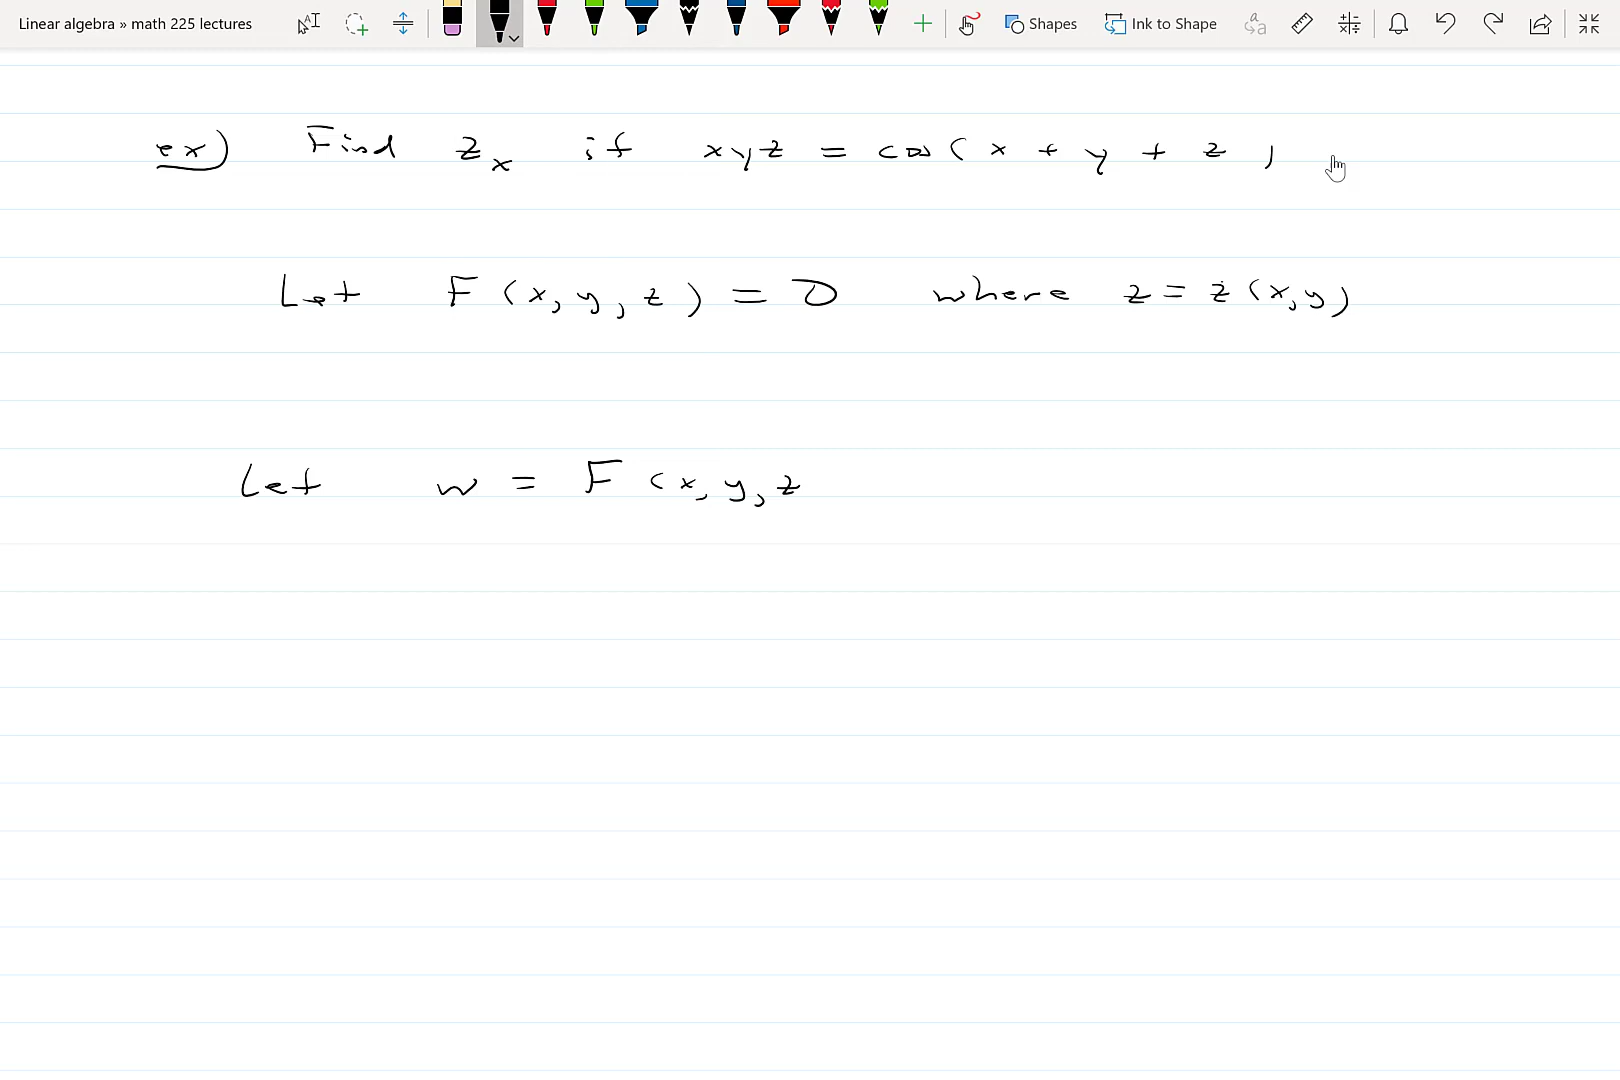 Linear algebra » math 225 lectures Shapes Ink to Shape
ex) Find z_x if xyz = cos(x + y + z)
Let F(x, y, z) = 0 where z = z(x, y)
Let w = F(x, y, z